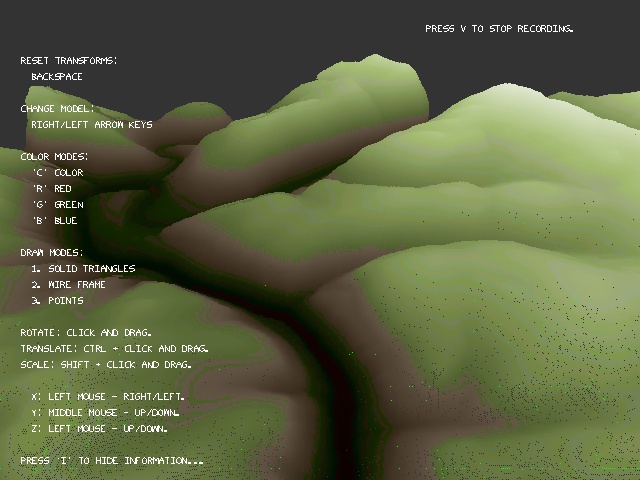 PRESS V TO STOP RECORDING.
RESET TRANSFORMS:
BACKSPACE
CHANGE MODEL:
RIGHT/LEFT ARROW KEYS
COLOR MODES:
'C' COLOR
'R' RED
'G' GREEN
'B' BLUE
DRAW MODES:
1. SOLID TRIANGLES
2. WIRE FRAME
3. POINTS
ROTATE: CLICK AND DRAG.
TRANSLATE: CTRL + CLICK AND DRAG.
SCALE: SHIFT + CLICK AND DRAG.
X: LEFT MOUSE - RIGHT/LEFT.
Y: MIDDLE MOUSE - UP/DOWN.
Z: LEFT MOUSE - UP/DOWN.
PRESS 'I' TO HIDE INFORMATION...